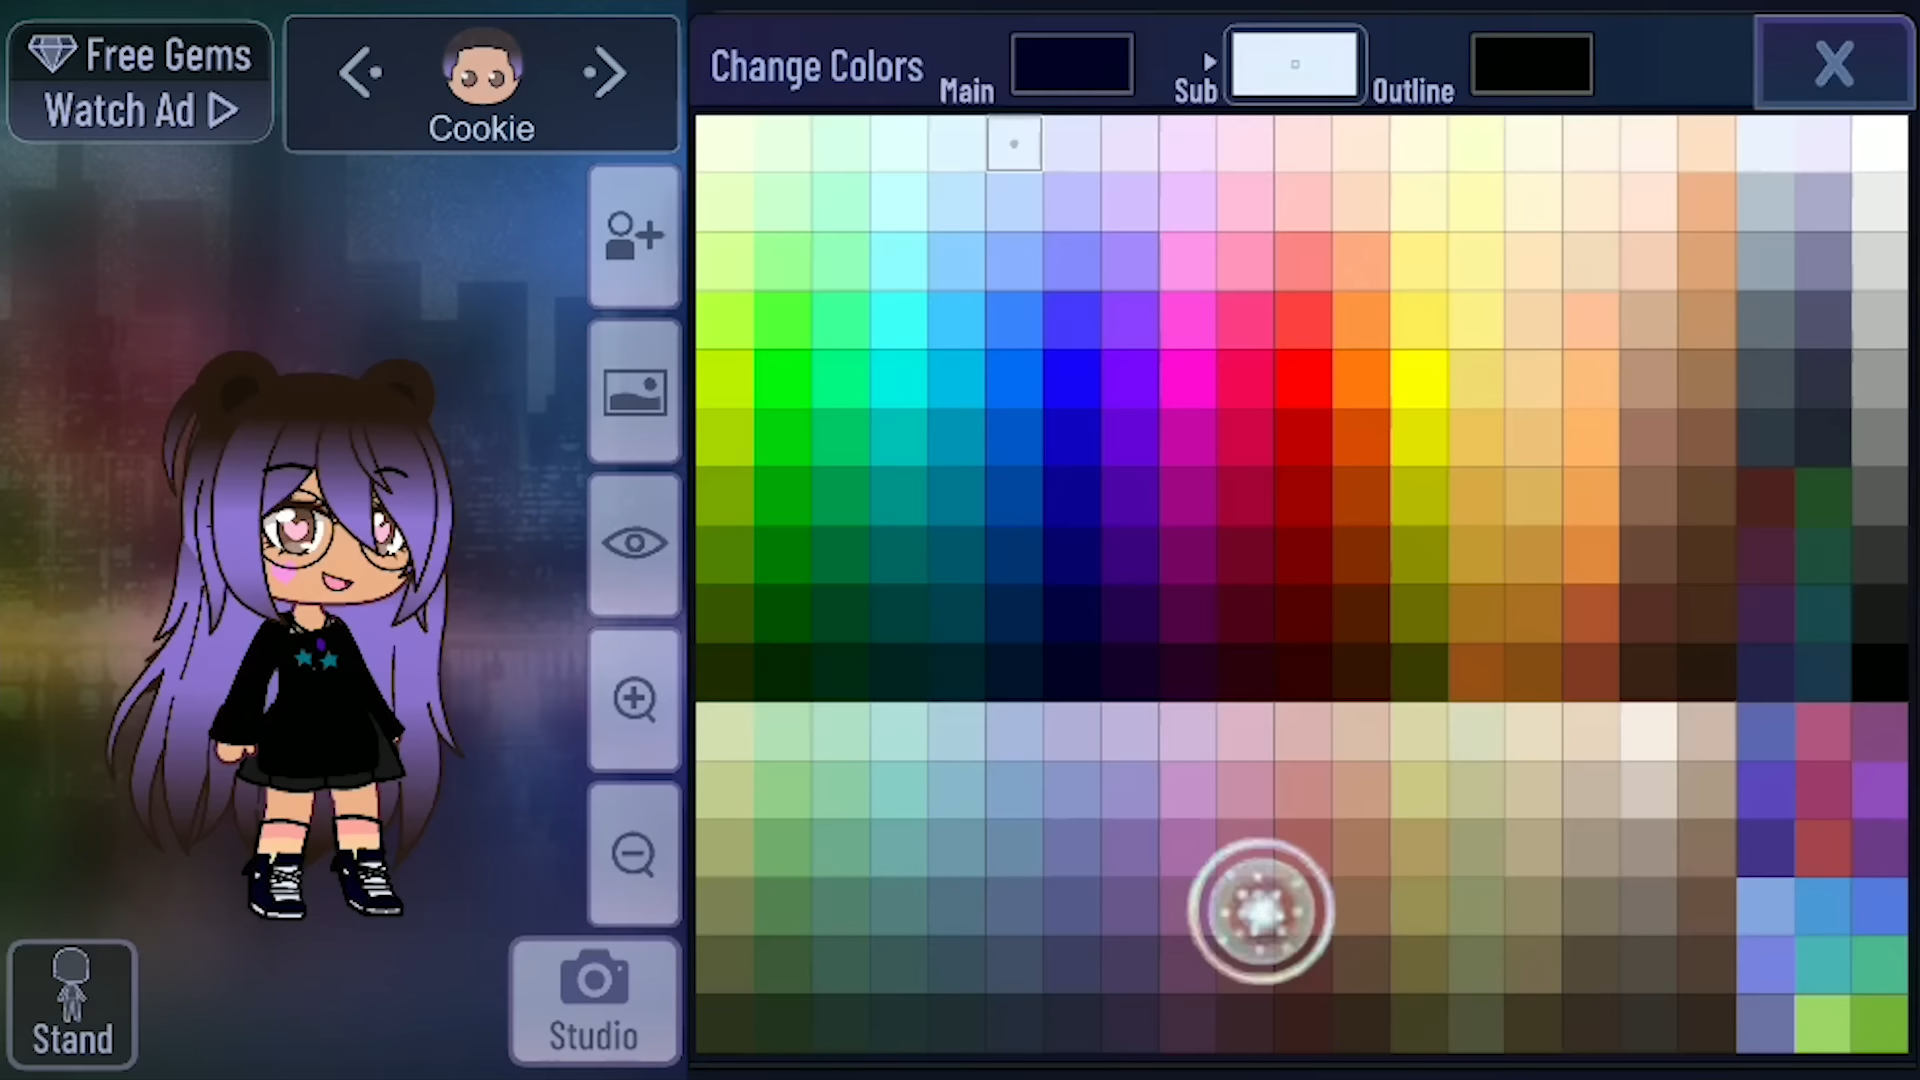 Free Gems
Watch Ad
Cookie
Change Colors
Main
Sub
Outline
X
Stand
Studio